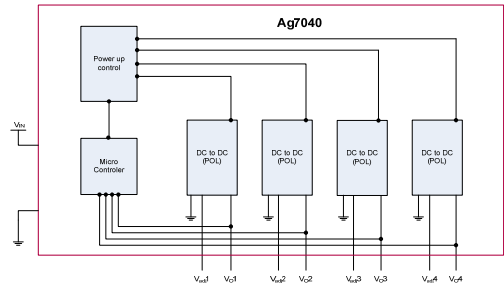 Ag7040
Power up
control
VIN
Micro
Controler
DC to DC
(POL)
DC to DC
(POL)
DC to DC
(POL)
DC to DC
(POL)
Vadj1 VO1 Vadj2 VO2 Vadj3 VO3 Vadj4 VO4